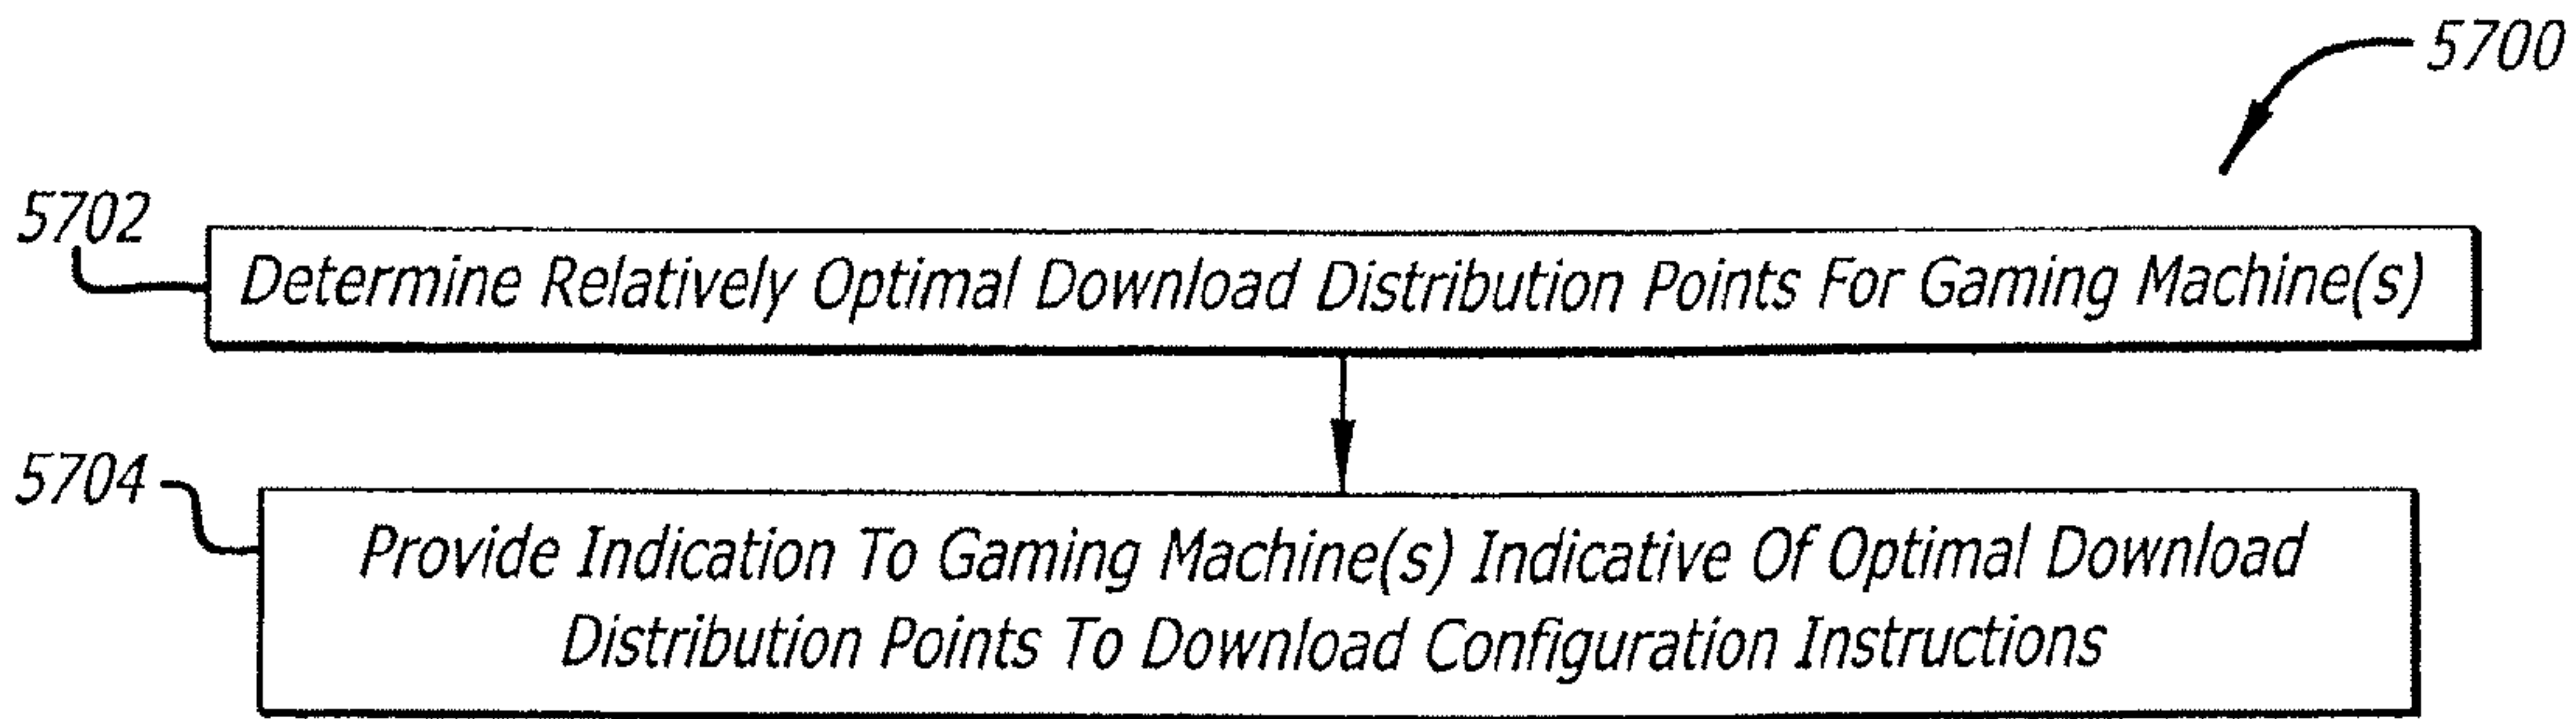 5700
5702
Determine Relatively Optimal Download Distribution Points For Gaming Machine(s)
5704
Provide Indication To Gaming Machine(s) Indicative Of Optimal Download
Distribution Points To Download Configuration Instructions